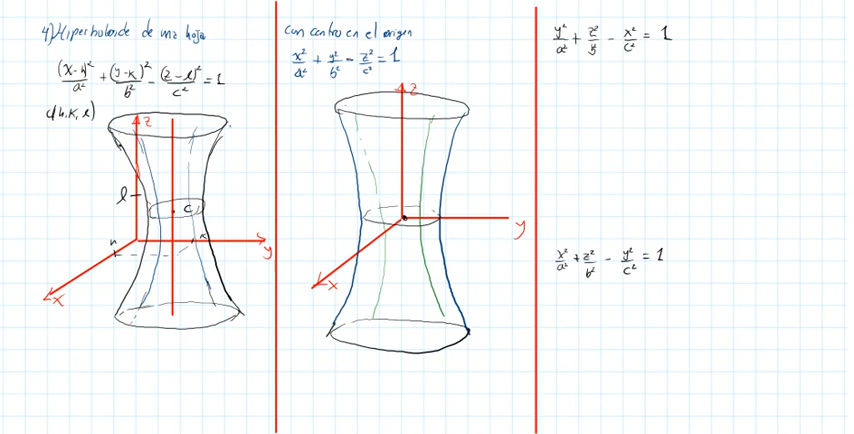 4) Hiperboloide de una hoja
(x-h)²/a² + (y-k)²/b² - (z-l)²/c² = 1
c(h,k,l)
z
l
c
h
k
y
x
con centro en el origen
x²/a² + y²/b² - z²/c² = 1
z
y
x
y²/a² + z²/b² - x²/c² = 1
x²/a² + z²/b² - y²/c² = 1